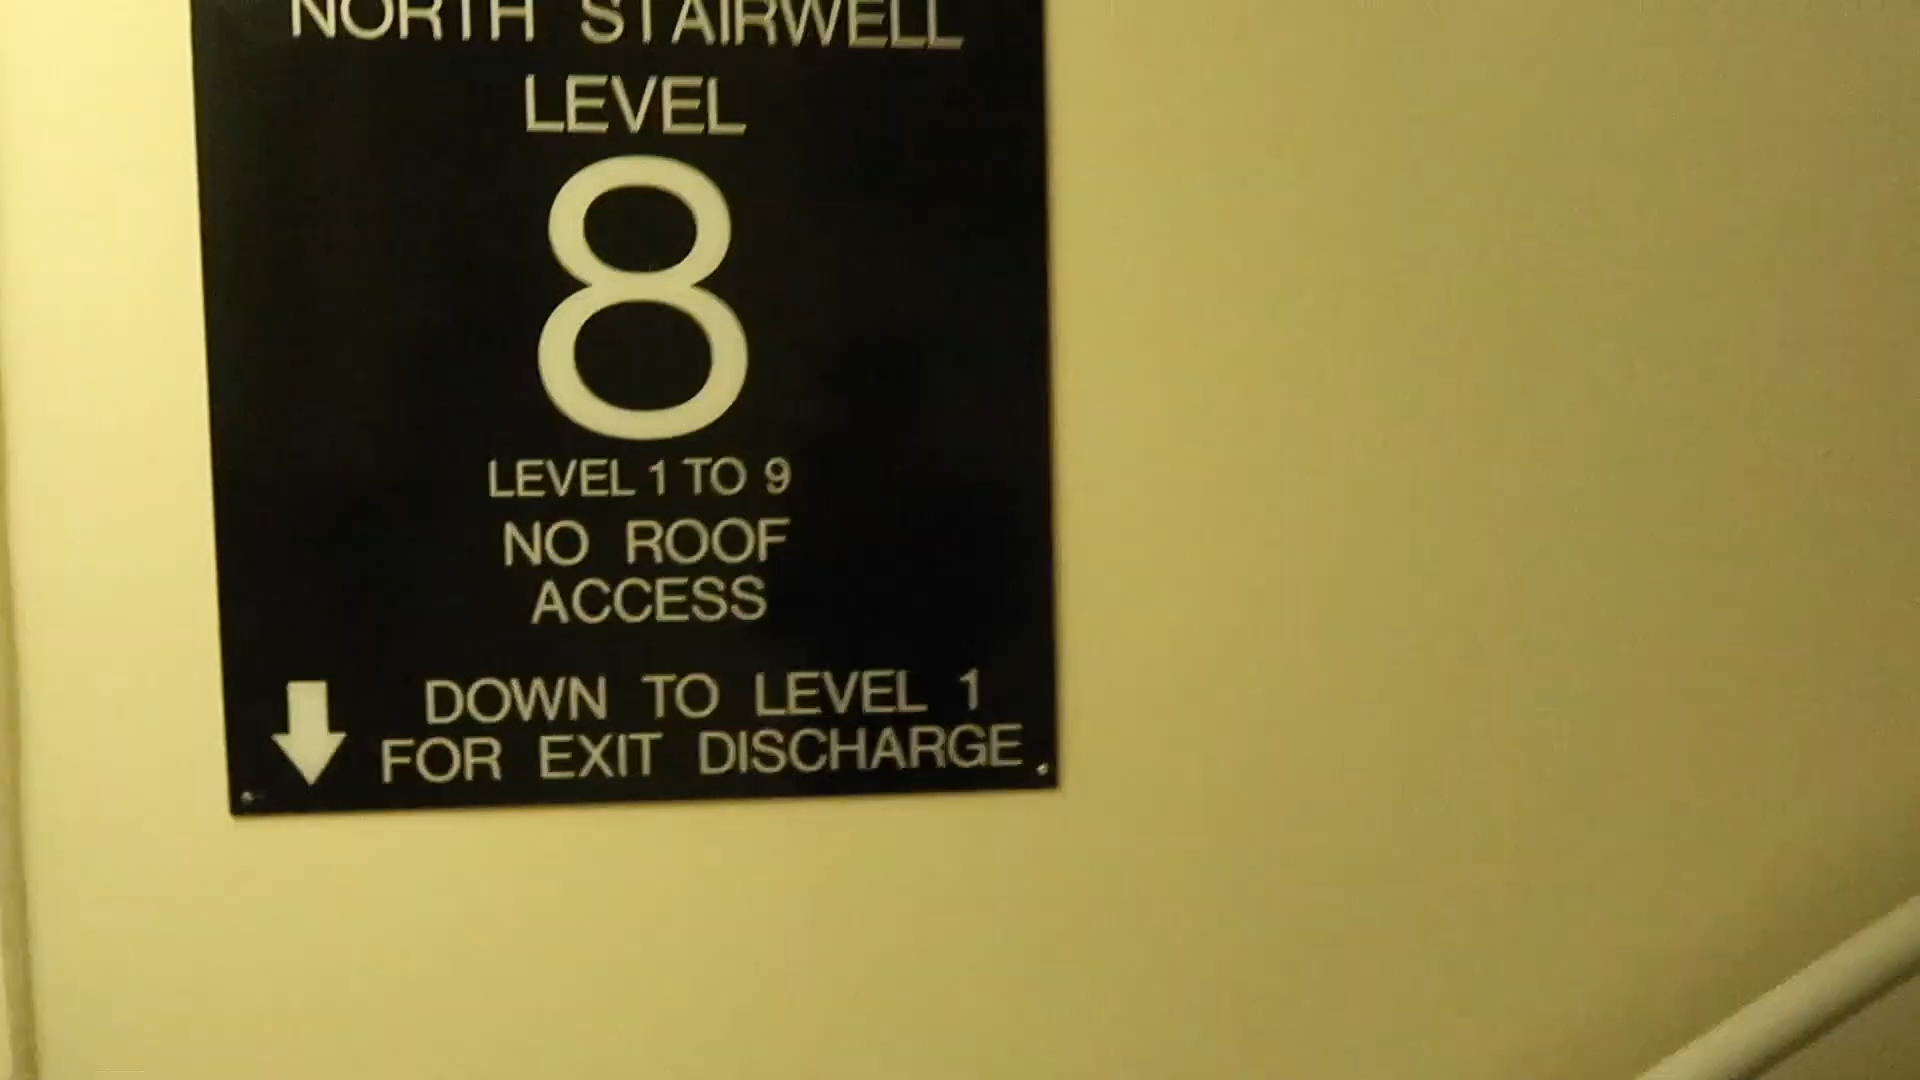 NORTH STAIRWELL
LEVEL
8
LEVEL 1 TO 9
NO ROOF
ACCESS
DOWN TO LEVEL 1
FOR EXIT DISCHARGE